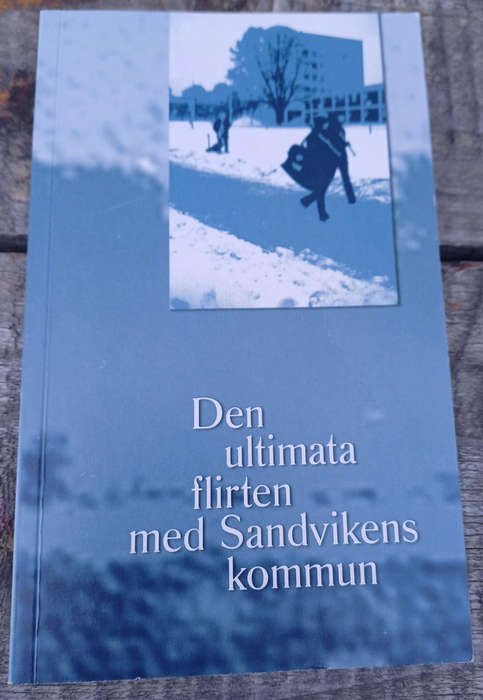 Den
ultimata
flirten
med Sandvikens
kommun